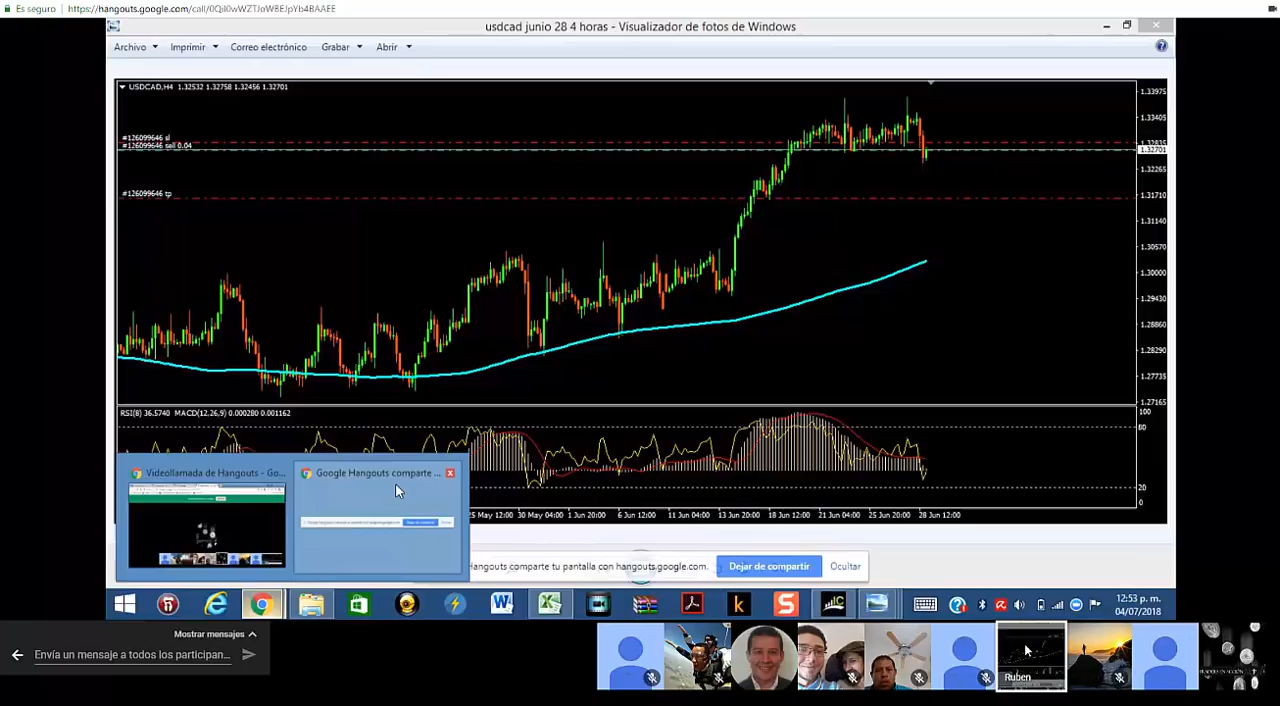 Es seguro
https://hangouts.google.com/call/0Qil0wWZTJoWBEJpYb4BAAEE
usdcad junio 28 4 horas - Visualizador de fotos de Windows
Archivo Imprimir Correo electrónico Grabar Abrir
USDCAD,H4 1.32532 1.32758 1.32456 1.32701
#126099646 sl
#126099646 sell 0.04
#126099646 tp
1.33975
1.33405
1.32701
1.32265
1.31710
1.31140
1.30570
1.30000
1.29430
1.28860
1.28290
1.27735
1.27165
RSI(8) 36.5740 MACD(12,26,9) 0.000280 0.001162
100
80
20
0
25 May 12:00 30 May 04:00 1 Jun 20:00 6 Jun 12:00 11 Jun 04:00 13 Jun 20:00 18 Jun 12:00 21 Jun 04:00 25 Jun 20:00 28 Jun 12:00
Videollamada de Hangouts - Go...
Google Hangouts comparte ...
Hangouts comparte tu pantalla con hangouts.google.com.
Dejar de compartir
Ocultar
12:53 p. m.
04/07/2018
Mostrar mensajes
Envía un mensaje a todos los participan...
Ruben